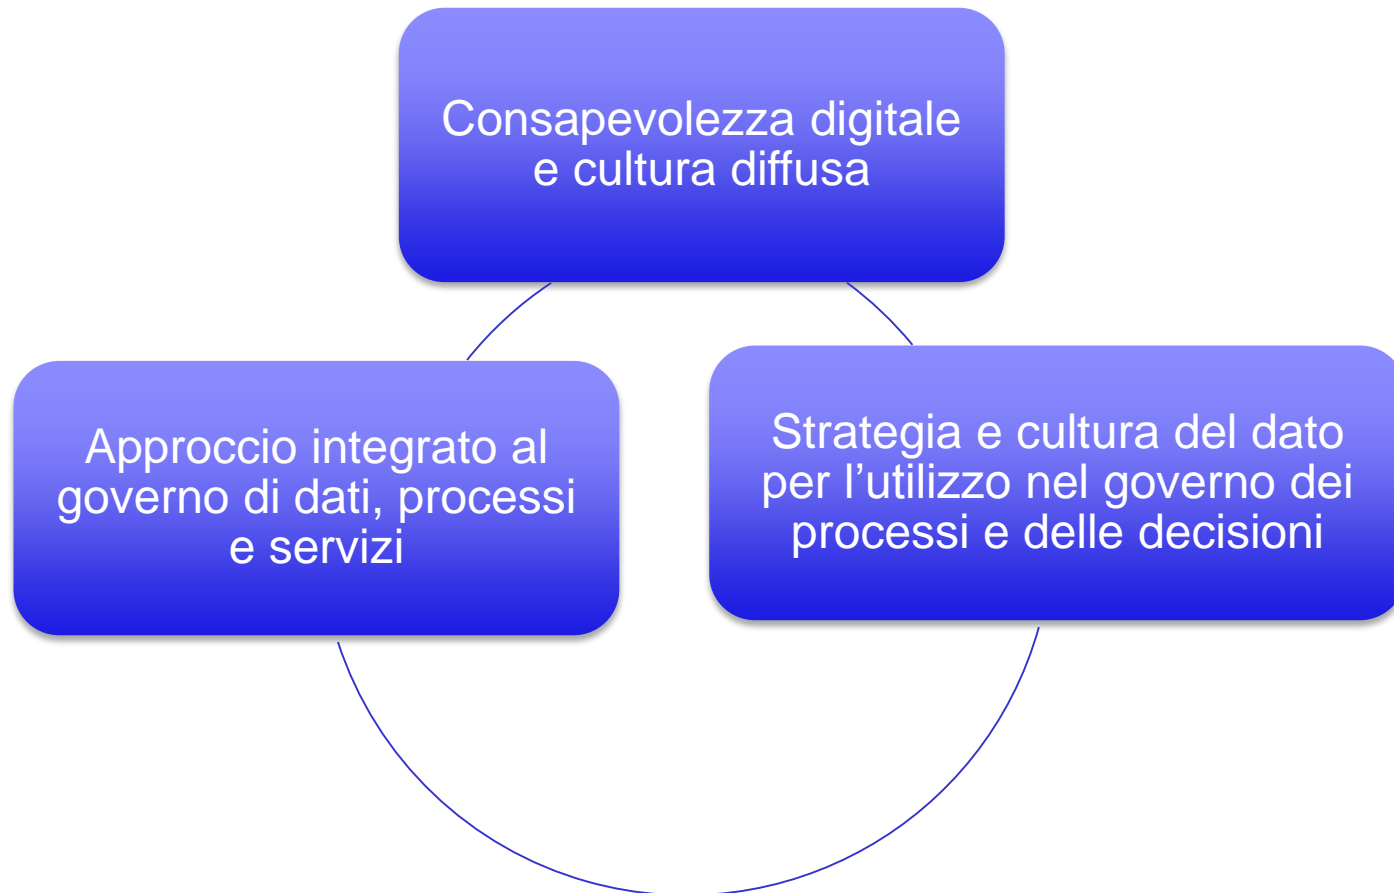 Consapevolezza digitale
e cultura diffusa
Approccio integrato al
governo di dati, processi
e servizi
Strategia e cultura del dato
per l’utilizzo nel governo dei
processi e delle decisioni